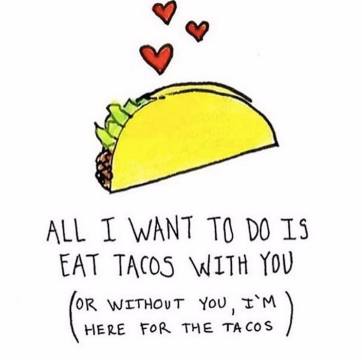 ALL I WANT TO DO IS
EAT TACOS WITH YOU
(OR WITHOUT YOU, I'M
HERE FOR THE TACOS)